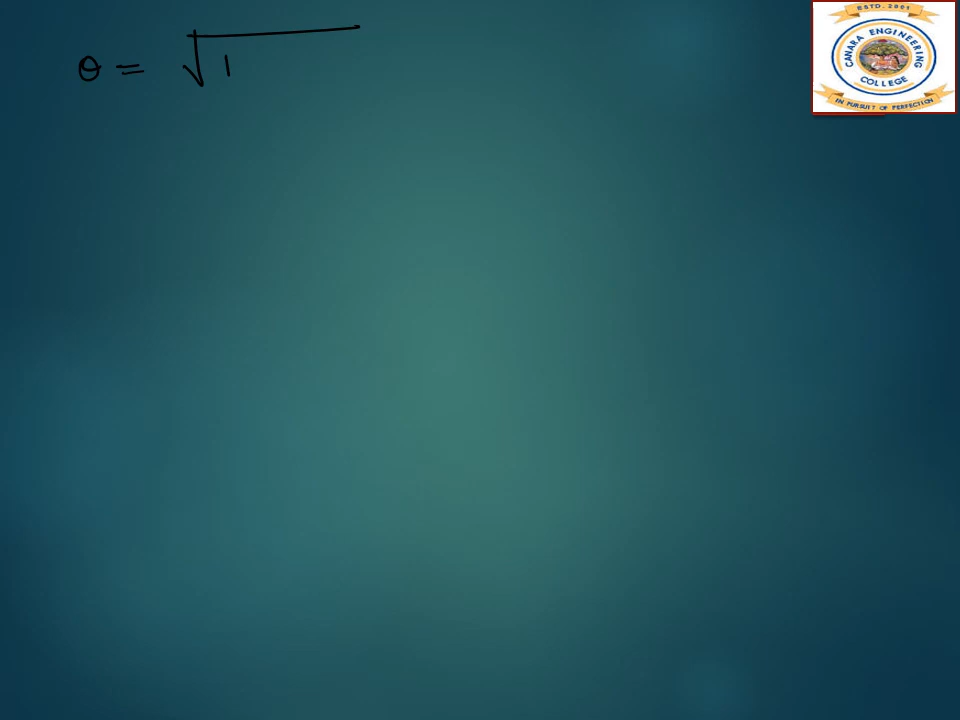 θ = √1
ESTD. 2001
CANARA ENGINEERING
COLLEGE
IN PURSUIT OF PERFECTION